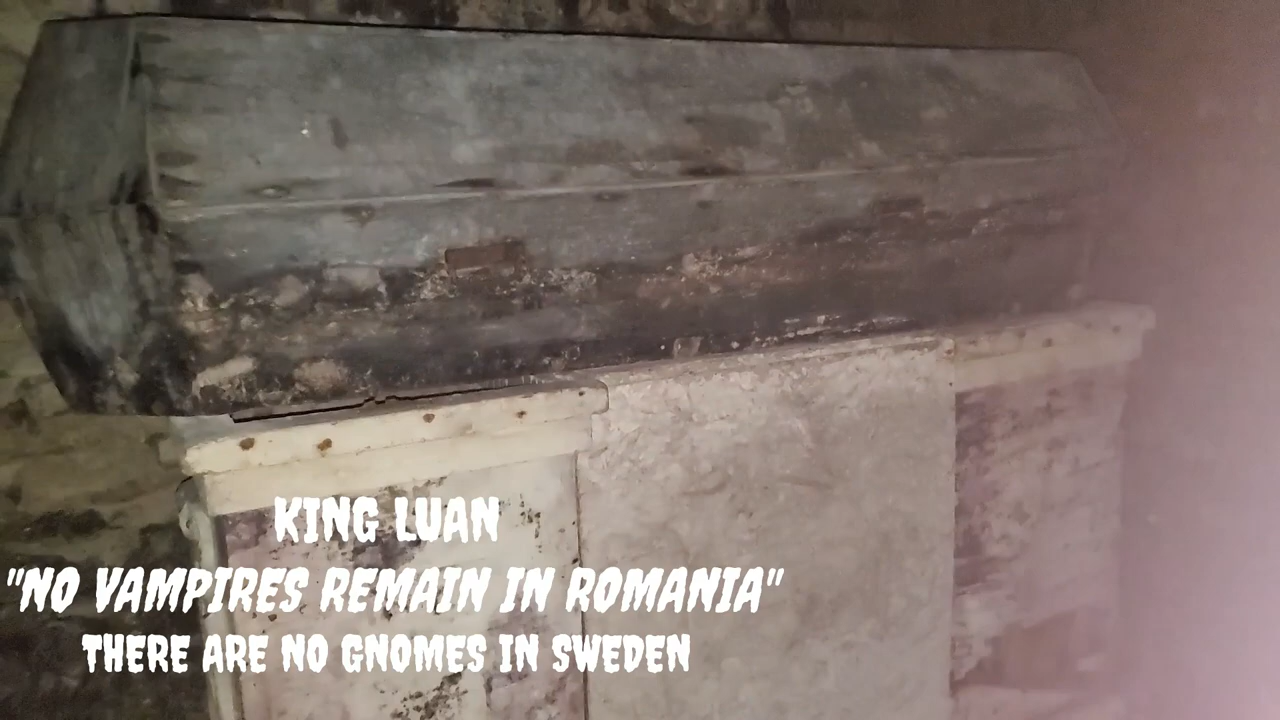 KING LUAN
"NO VAMPIRES REMAIN IN ROMANIA"
THERE ARE NO GNOMES IN SWEDEN